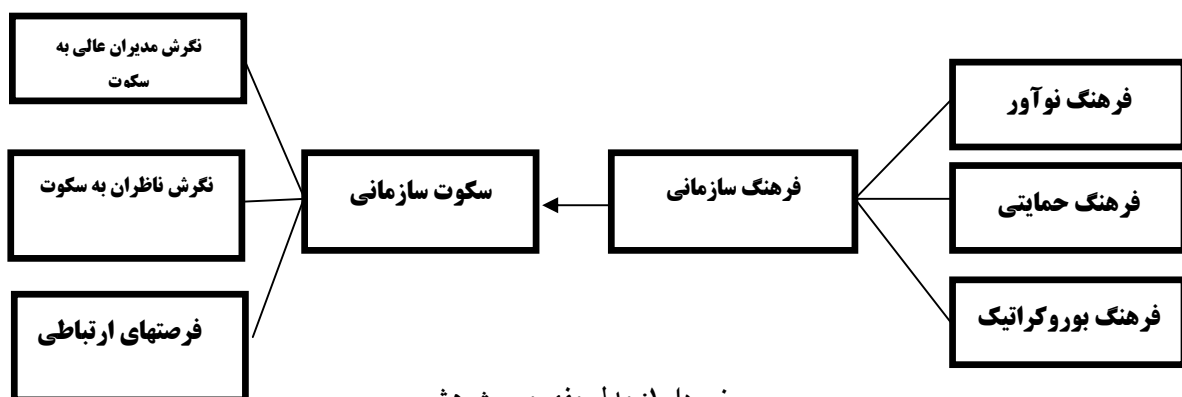 نگرش مدیران عالی به
سکوت
فرهنگ نوآور
نگرش ناظران به سکوت
سکوت سازمانی
فرهنگ سازمانی
فرهنگ حمایتی
فرصتهای ارتباطی
فرهنگ بوروکراتیک